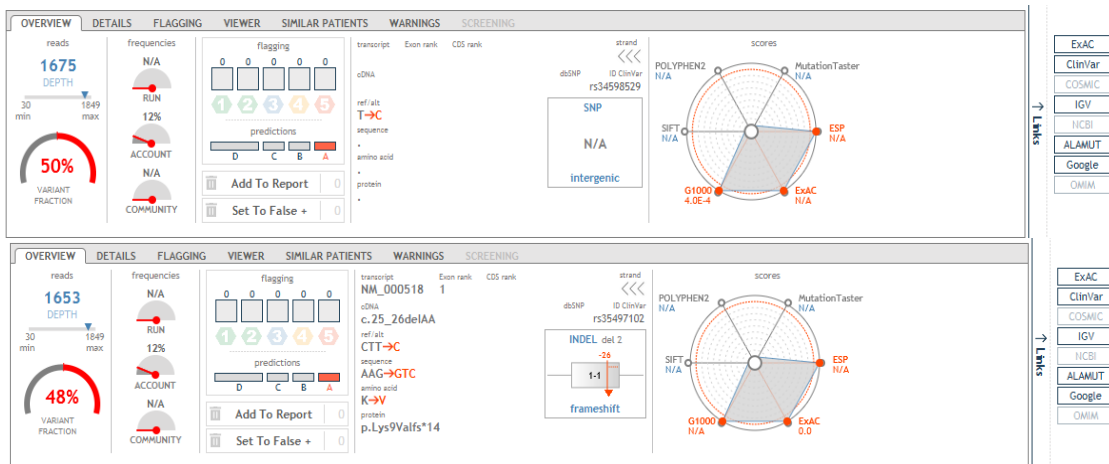 OVERVIEW DETAILS FLAGGING VIEWER SIMILAR PATIENTS WARNINGS SCREENING
reads
1675
DEPTH
30 1849
min max
50%
VARIANT
FRACTION
frequencies
N/A
RUN
12%
ACCOUNT
N/A
COMMUNITY
flagging
0 0 0 0 0
1 2 3 4 5
predictions
D C B A
Add To Report 0
Set To False + 0
transcript Exon rank CDS rank
cDNA
ref/alt
T→C
sequence
.
amino acid
.
protein
.
strand
<<<
dbSNP ID ClinVar
rs34598529
SNP
N/A
intergenic
scores
POLYPHEN2
N/A
MutationTaster
N/A
SIFT
N/A
ESP
N/A
G1000
4.0E-4
ExAC
N/A
→ Links
ExAC
ClinVar
COSMIC
IGV
NCBI
ALAMUT
Google
OMIM
OVERVIEW DETAILS FLAGGING VIEWER SIMILAR PATIENTS WARNINGS SCREENING
reads
1653
DEPTH
30 1849
min max
48%
VARIANT
FRACTION
frequencies
N/A
RUN
12%
ACCOUNT
N/A
COMMUNITY
flagging
0 0 0 0 0
1 2 3 4 5
predictions
D C B A
Add To Report 0
Set To False + 0
transcript Exon rank CDS rank
NM_000518 1
cDNA
c.25_26delAA
ref/alt
CTT→C
sequence
AAG→GTC
amino acid
K→V
protein
p.Lys9Valfs*14
strand
<<<
dbSNP ID ClinVar
rs35497102
INDEL del 2
-26
1-1
frameshift
scores
POLYPHEN2
N/A
MutationTaster
N/A
SIFT
N/A
ESP
N/A
G1000
N/A
ExAC
0.0
→ Links
ExAC
ClinVar
COSMIC
IGV
NCBI
ALAMUT
Google
OMIM